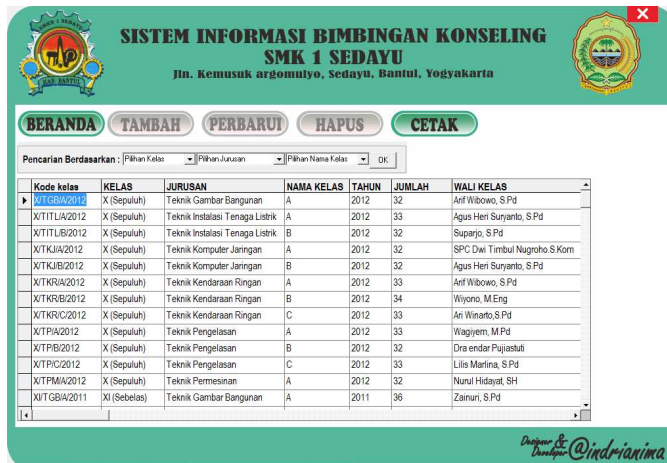 SMK 1 SEDAYU
KAB BANTUL
SISTEM INFORMASI BIMBINGAN KONSELING
SMK 1 SEDAYU
Jln. Kemusuk argomulyo, Sedayu, Bantul, Yogyakarta
X
BERANDA TAMBAH PERBARUI HAPUS CETAK
Pencarian Berdasarkan : Pilihan Kelas Pilihan Jurusan Pilihan Nama Kelas OK
Kode kelas KELAS JURUSAN NAMA KELAS TAHUN JUMLAH WALI KELAS
X/TGB/A/2012 X (Sepuluh) Teknik Gambar Bangunan A 2012 32 Arif Wibowo, S.Pd
X/TITL/A/2012 X (Sepuluh) Teknik Instalasi Tenaga Listrik A 2012 33 Agus Heri Suryanto, S.Pd
X/TITL/B/2012 X (Sepuluh) Teknik Instalasi Tenaga Listrik B 2012 32 Suparjo, S.Pd
X/TKJ/A/2012 X (Sepuluh) Teknik Komputer Jaringan A 2012 32 SPC Dwi Timbul Nugroho.S.Kom
X/TKJ/B/2012 X (Sepuluh) Teknik Komputer Jaringan B 2012 32 Agus Heri Suryanto, S.Pd
X/TKR/A/2012 X (Sepuluh) Teknik Kendaraan Ringan A 2012 33 Arif Wibowo, S.Pd
X/TKR/B/2012 X (Sepuluh) Teknik Kendaraan Ringan B 2012 34 Wiyono, M.Eng
X/TKR/C/2012 X (Sepuluh) Teknik Kendaraan Ringan C 2012 33 Ari Winarto,S.Pd
X/TP/A/2012 X (Sepuluh) Teknik Pengelasan A 2012 33 Wagiyem, M.Pd
X/TP/B/2012 X (Sepuluh) Teknik Pengelasan B 2012 32 Dra endar Pujiastuti
X/TP/C/2012 X (Sepuluh) Teknik Pengelasan C 2012 33 Lilis Marlina, S.Pd
X/TPM/A/2012 X (Sepuluh) Teknik Permesinan A 2012 32 Nurul Hidayat, SH
XI/TGB/A/2011 XI (Sebelas) Teknik Gambar Bangunan A 2011 36 Zainuri, S.Pd
Designer & Developer @indrianima